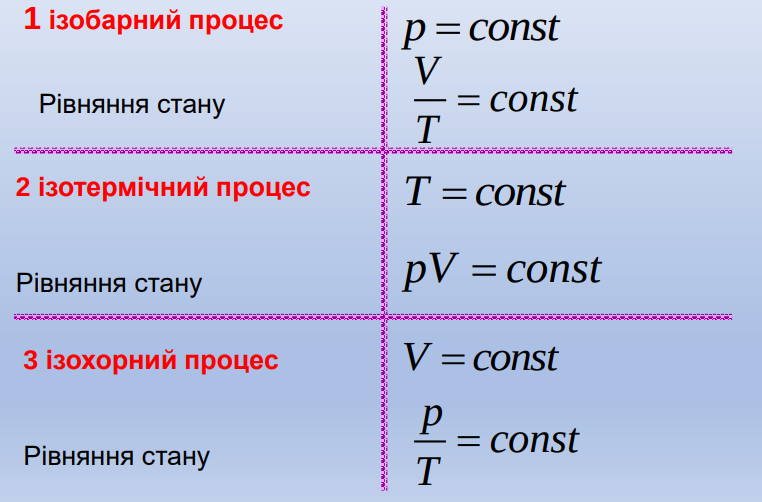 1 ізобарний процес
p = const
Рівняння стану
V/T = const
2 ізотермічний процес
T = const
Рівняння стану
pV = const
3 ізохорний процес
V = const
Рівняння стану
p/T = const